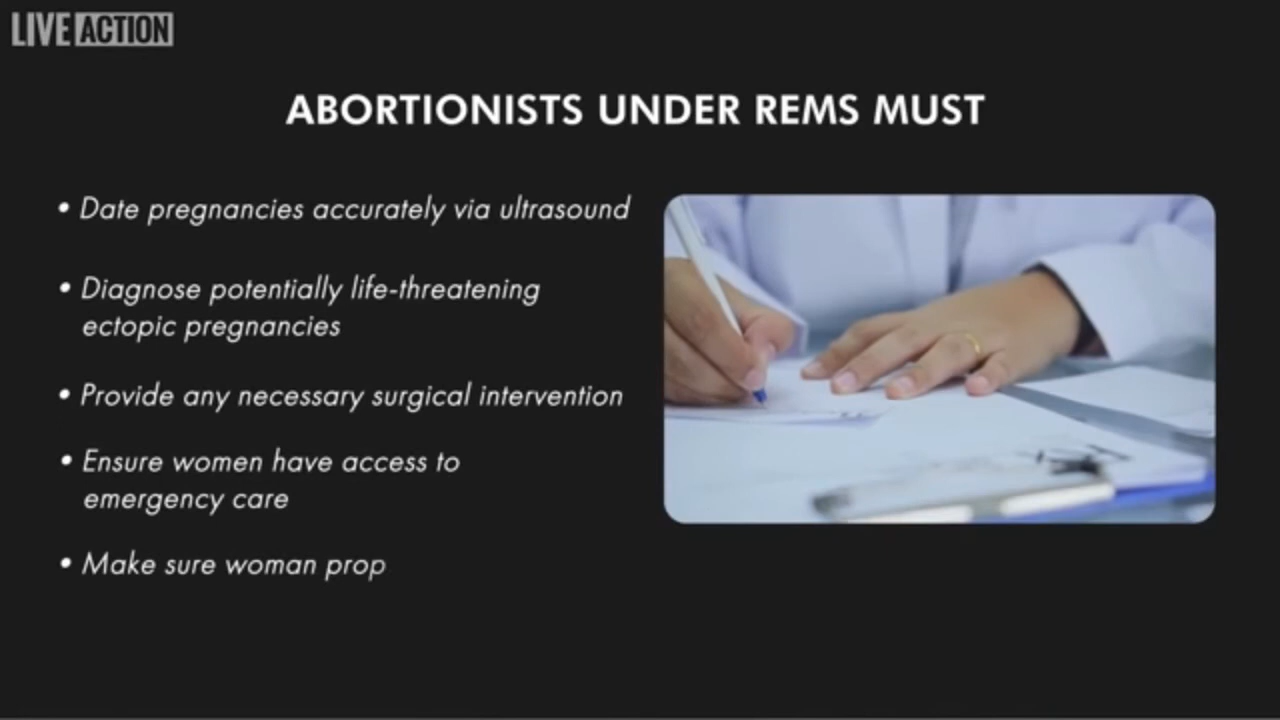 LIVE ACTION
ABORTIONISTS UNDER REMS MUST
• Date pregnancies accurately via ultrasound
• Diagnose potentially life-threatening
ectopic pregnancies
• Provide any necessary surgical intervention
• Ensure women have access to
emergency care
• Make sure woman prop